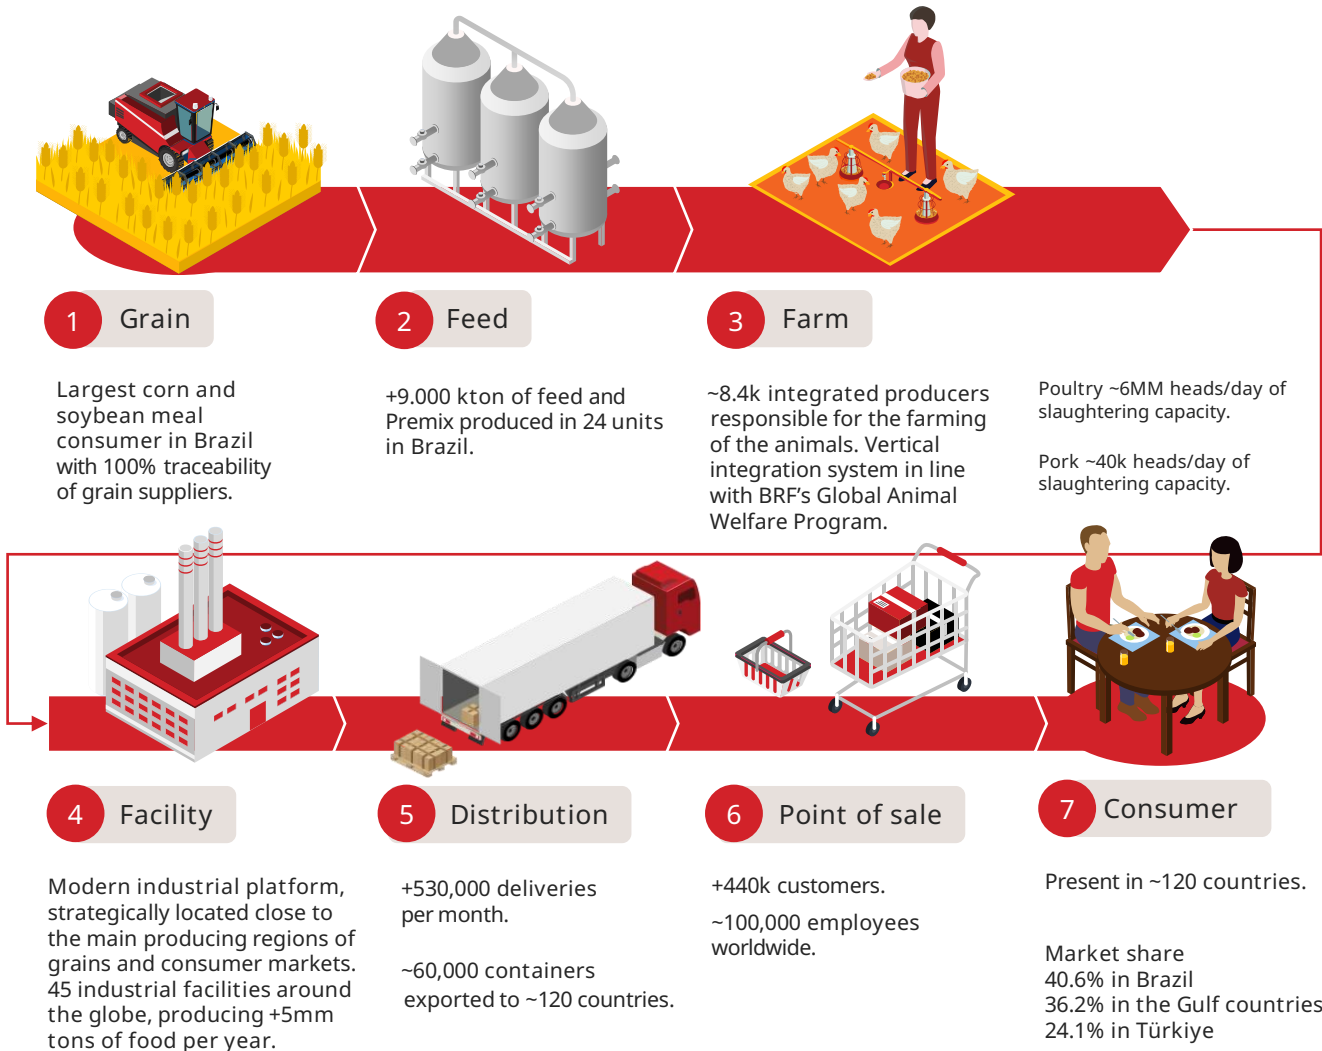 1 Grain
Largest corn and
soybean meal
consumer in Brazil
with 100% traceability
of grain suppliers.
2 Feed
+9.000 kton of feed and
Premix produced in 24 units
in Brazil.
3 Farm
~8.4k integrated producers
responsible for the farming
of the animals. Vertical
integration system in line
with BRF’s Global Animal
Welfare Program.
Poultry ~6MM heads/day of
slaughtering capacity.
Pork ~40k heads/day of
slaughtering capacity.
4 Facility
Modern industrial platform,
strategically located close to
the main producing regions of
grains and consumer markets.
45 industrial facilities around
the globe, producing +5mm
tons of food per year.
5 Distribution
+530,000 deliveries
per month.
~60,000 containers
exported to ~120 countries.
6 Point of sale
+440k customers.
~100,000 employees
worldwide.
7 Consumer
Present in ~120 countries.
Market share
40.6% in Brazil
36.2% in the Gulf countries
24.1% in Türkiye